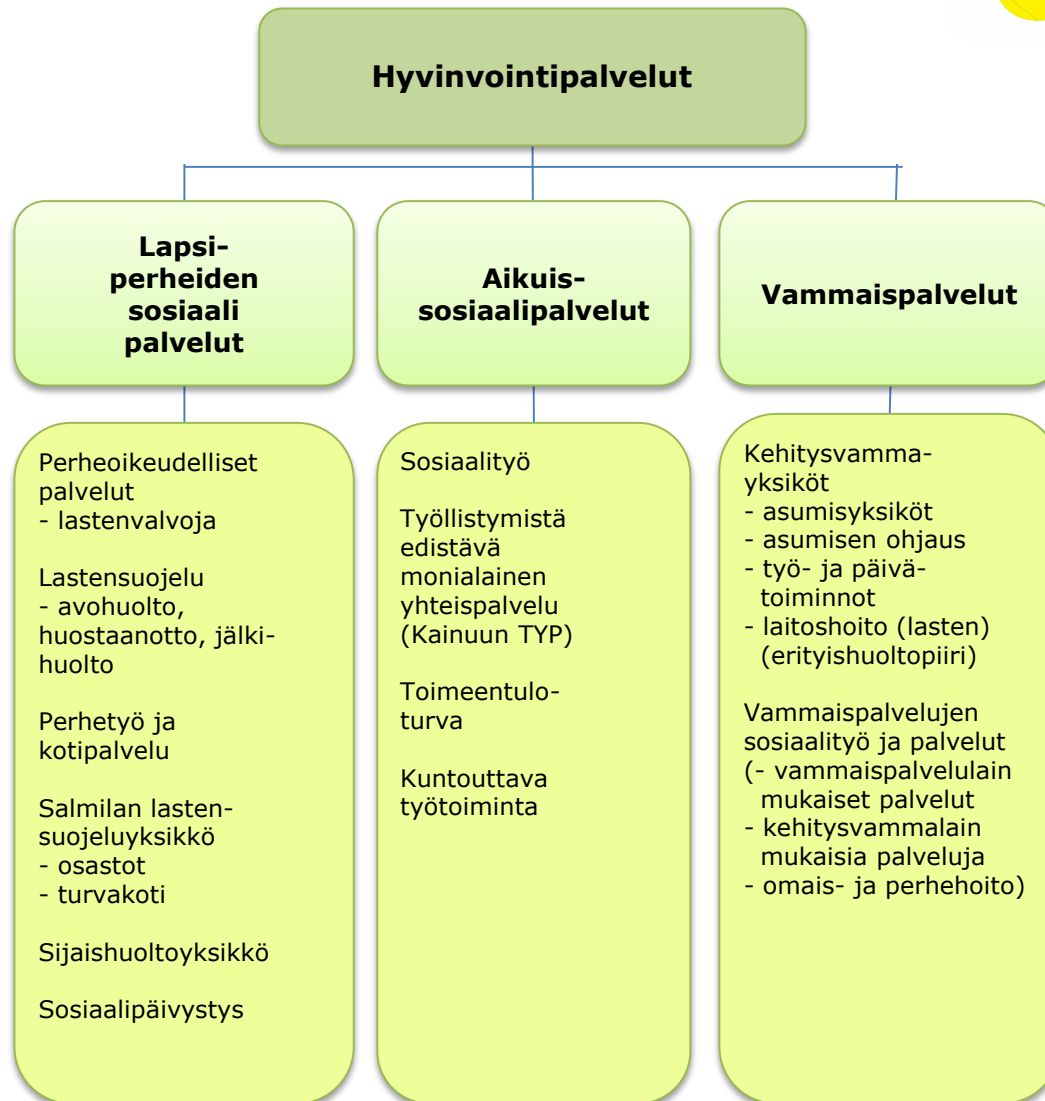 Hyvinvointipalvelut
Lapsi-
perheiden
sosiaali
palvelut
Perheoikeudelliset
palvelut
- lastenvalvoja
Lastensuojelu
- avohuolto,
huostaanotto, jälki-
huolto
Perhetyö ja
kotipalvelu
Salmilan lasten-
suojeluyksikkö
- osastot
- turvakoti
Sijaishuoltoyksikkö
Sosiaalipäivystys
Aikuis-
sosiaalipalvelut
Sosiaalityö
Työllistymistä
edistävä
monialainen
yhteispalvelu
(Kainuun TYP)
Toimeentulo-
turva
Kuntouttava
työtoiminta
Vammaispalvelut
Kehitysvamma-
yksiköt
- asumisyksiköt
- asumisen ohjaus
- työ- ja päivä-
toiminnot
- laitoshoito (lasten)
(erityishuoltopiiri)
Vammaispalvelujen
sosiaalityö ja palvelut
(- vammaispalvelulain
mukaiset palvelut
- kehitysvammalain
mukaisia palveluja
- omais- ja perhehoito)